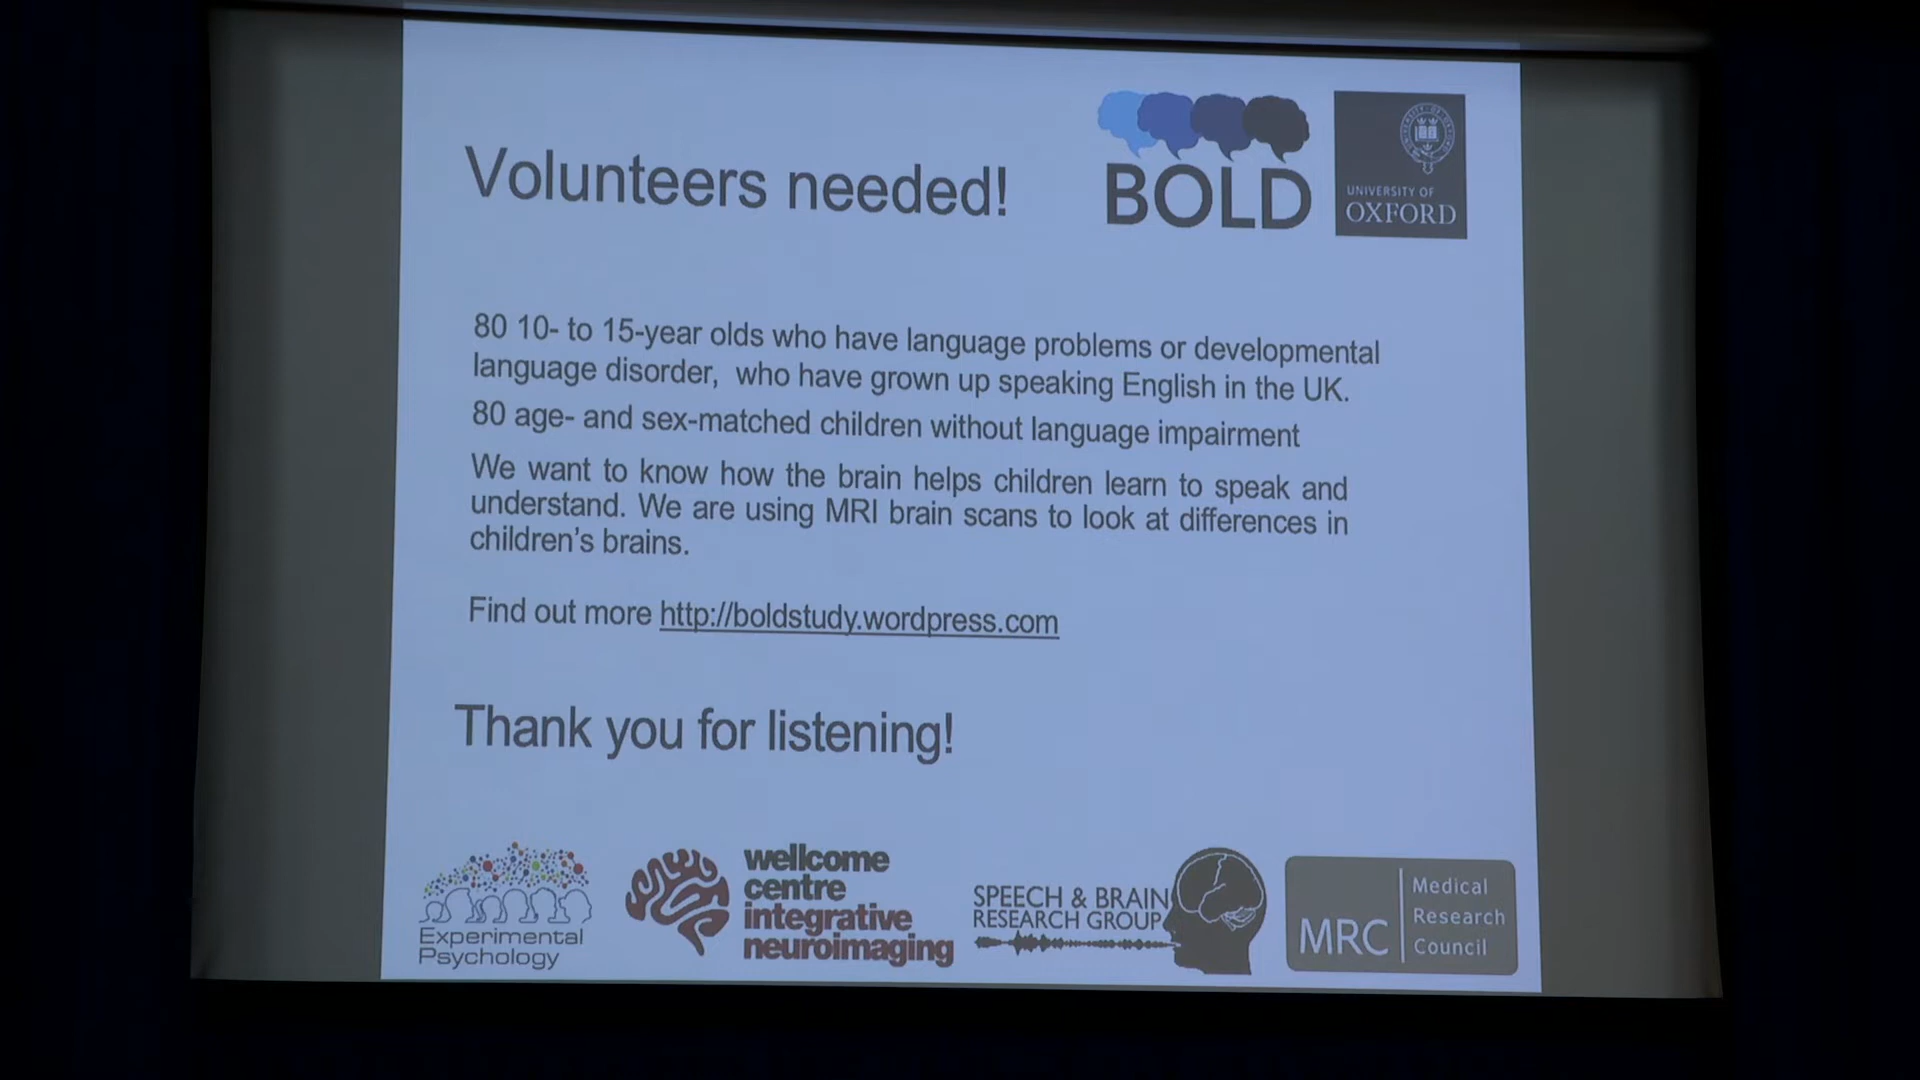 Volunteers needed!
BOLD
UNIVERSITY OF
OXFORD
80 10- to 15-year olds who have language problems or developmental
language disorder, who have grown up speaking English in the UK.
80 age- and sex-matched children without language impairment
We want to know how the brain helps children learn to speak and
understand. We are using MRI brain scans to look at differences in
children's brains.
Find out more http://boldstudy.wordpress.com
Thank you for listening!
Experimental
Psychology
wellcome
centre
integrative
neuroimaging
SPEECH & BRAIN
RESEARCH GROUP
MRC
Medical
Research
Council